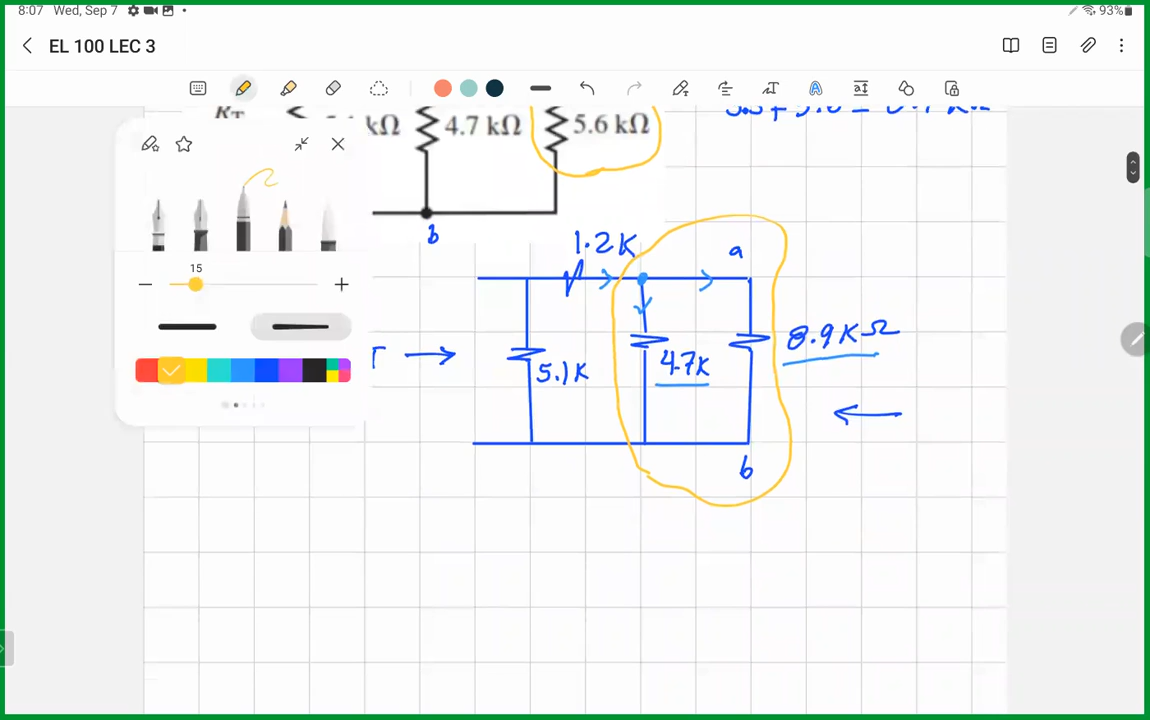 8:07 Wed, Sep 7 93%
EL 100 LEC 3
RT kΩ 4.7 kΩ 5.6 kΩ
b
15
1.2K a
T 5.1K 4.7K 8.9KΩ
b